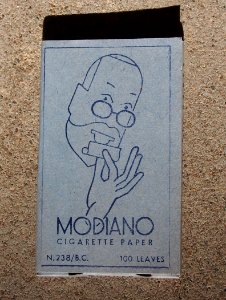 MODIANO
CIGARETTE PAPER
N.238/B.C. 100 LEAVES